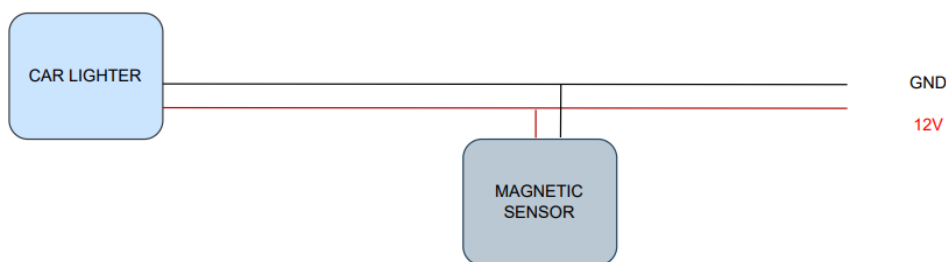 CAR LIGHTER
GND
12V
MAGNETIC
SENSOR